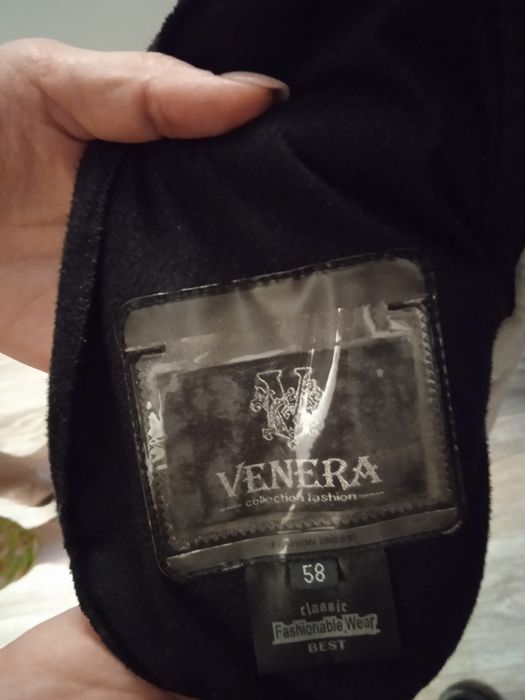 V
VENERA
collection fashion
58
classic
Fashionable Wear
BEST